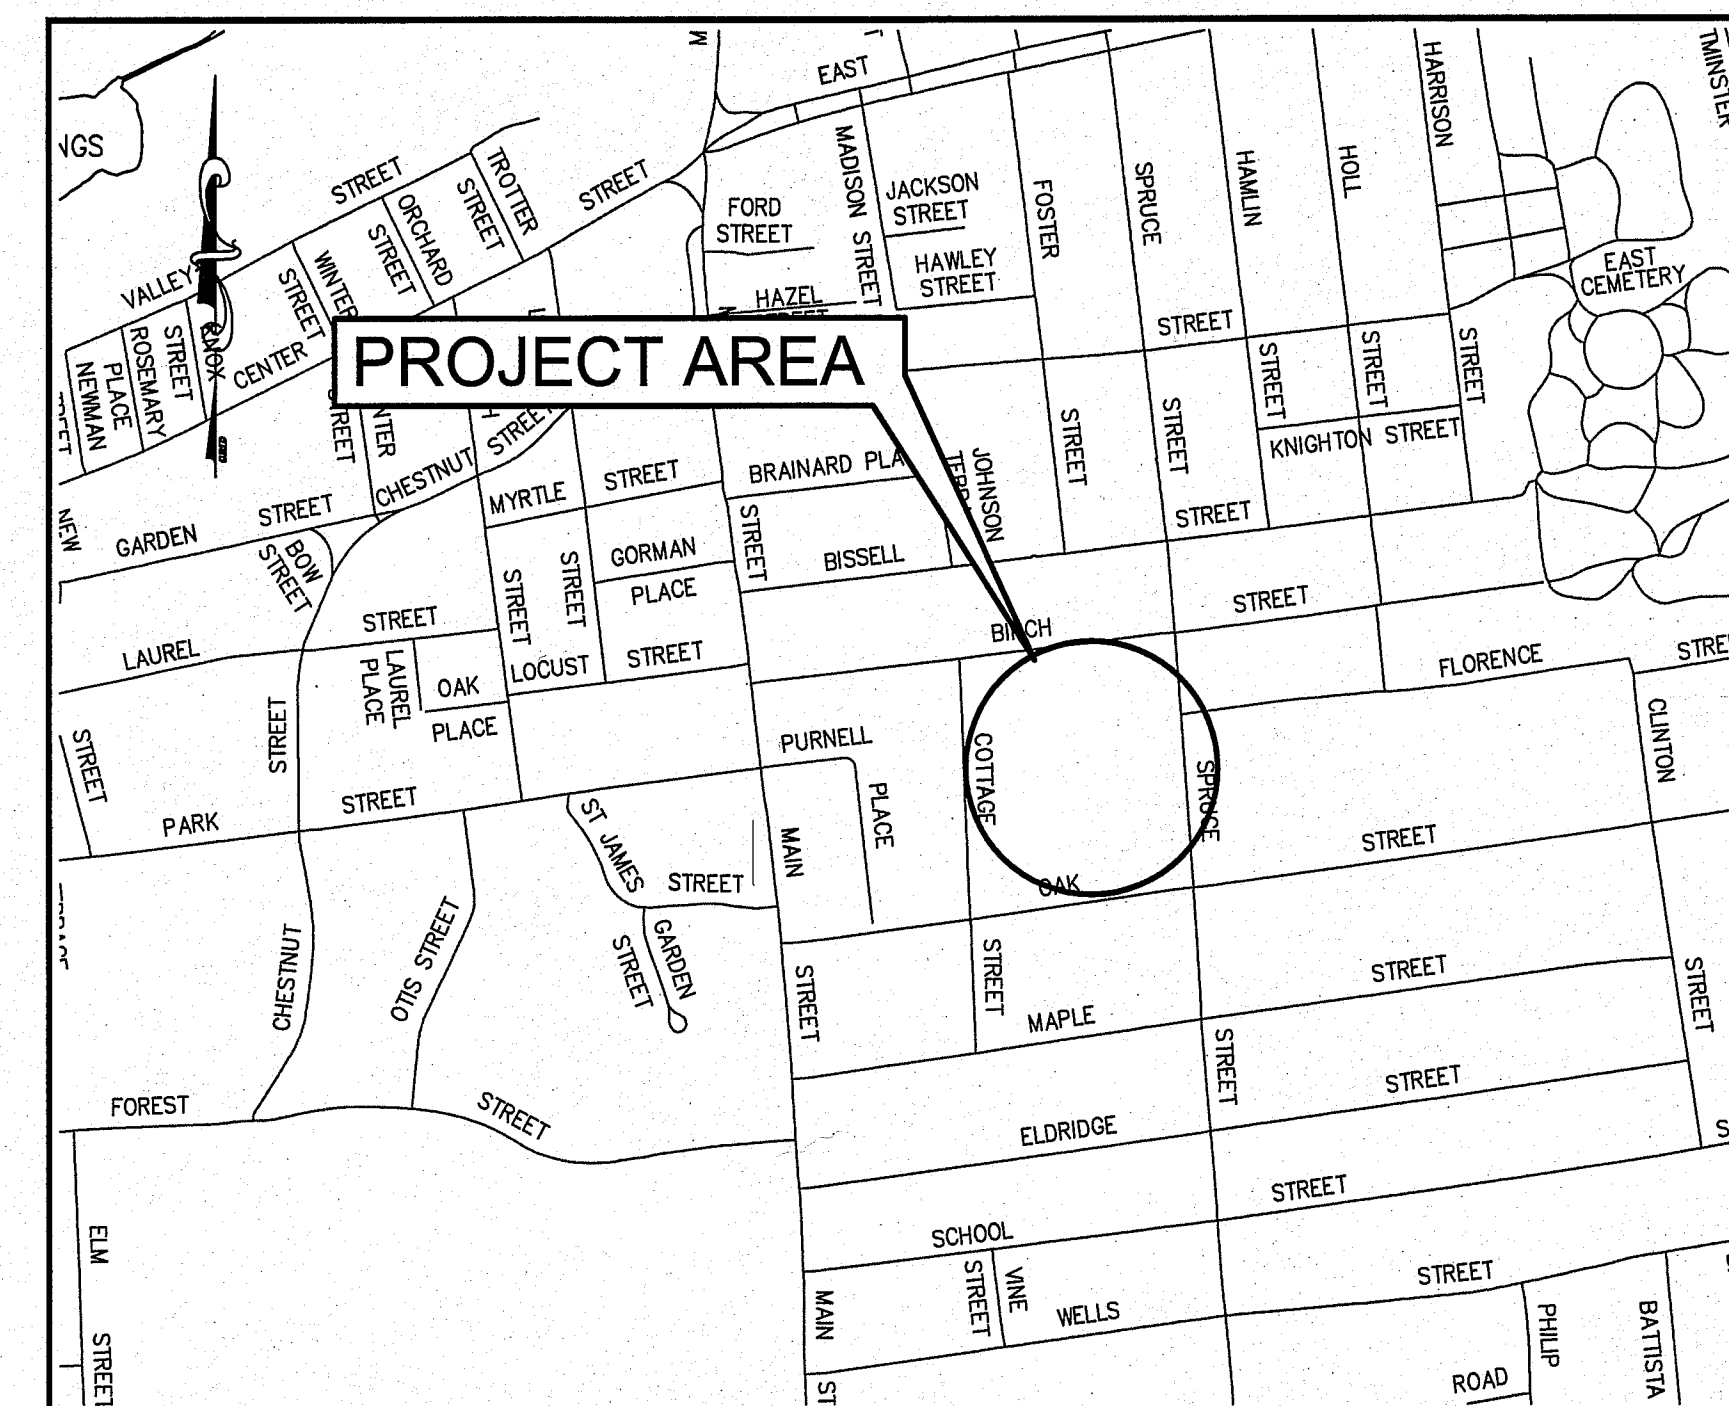 EAST
HARRISON
TMINSTER
NGS
STREET
TROTTER
STREET
STREET
ORCHARD
STREET
FORD
STREET
MADISON STREET
JACKSON
STREET
FOSTER
SPRUCE
HAMLIN
HOLL
HAWLEY
STREET
EAST
CEMETERY
VALLEY
WINTER
STREET
HAZEL
STREET
STREET
STREET
STREET
KNOX
STREET
ROSEMARY
PLACE
NEWMAN
CENTER
PROJECT AREA
STREET
NTER
STREET
CHESTNUT
STREET
STREET
KNIGHTON STREET
MYRTLE
STREET
BRAINARD PLA
JOHNSON
NEW
GARDEN
STREET
BOW
STREET
STREET
GORMAN
PLACE
STREET
BISSELL
STREET
LAUREL
STREET
STREET
LOCUST
STREET
BIRCH
STREET
LAUREL
PLACE
OAK
PLACE
FLORENCE
STREE
STREET
STREET
PURNELL
PLACE
COTTAGE
SPRUCE
CLINTON
PARK
STREET
ST JAMES
STREET
MAIN
OAK
STREET
CHESTNUT
OTIS STREET
GARDEN
STREET
STREET
STREET
MAPLE
STREET
STREET
FOREST
STREET
ELDRIDGE
STREET
STREET
ELM
STREET
SCHOOL
STREET
MAIN
ST
VINE
STREET
WELLS
STREET
ROAD
PHILIP
BATTISTA